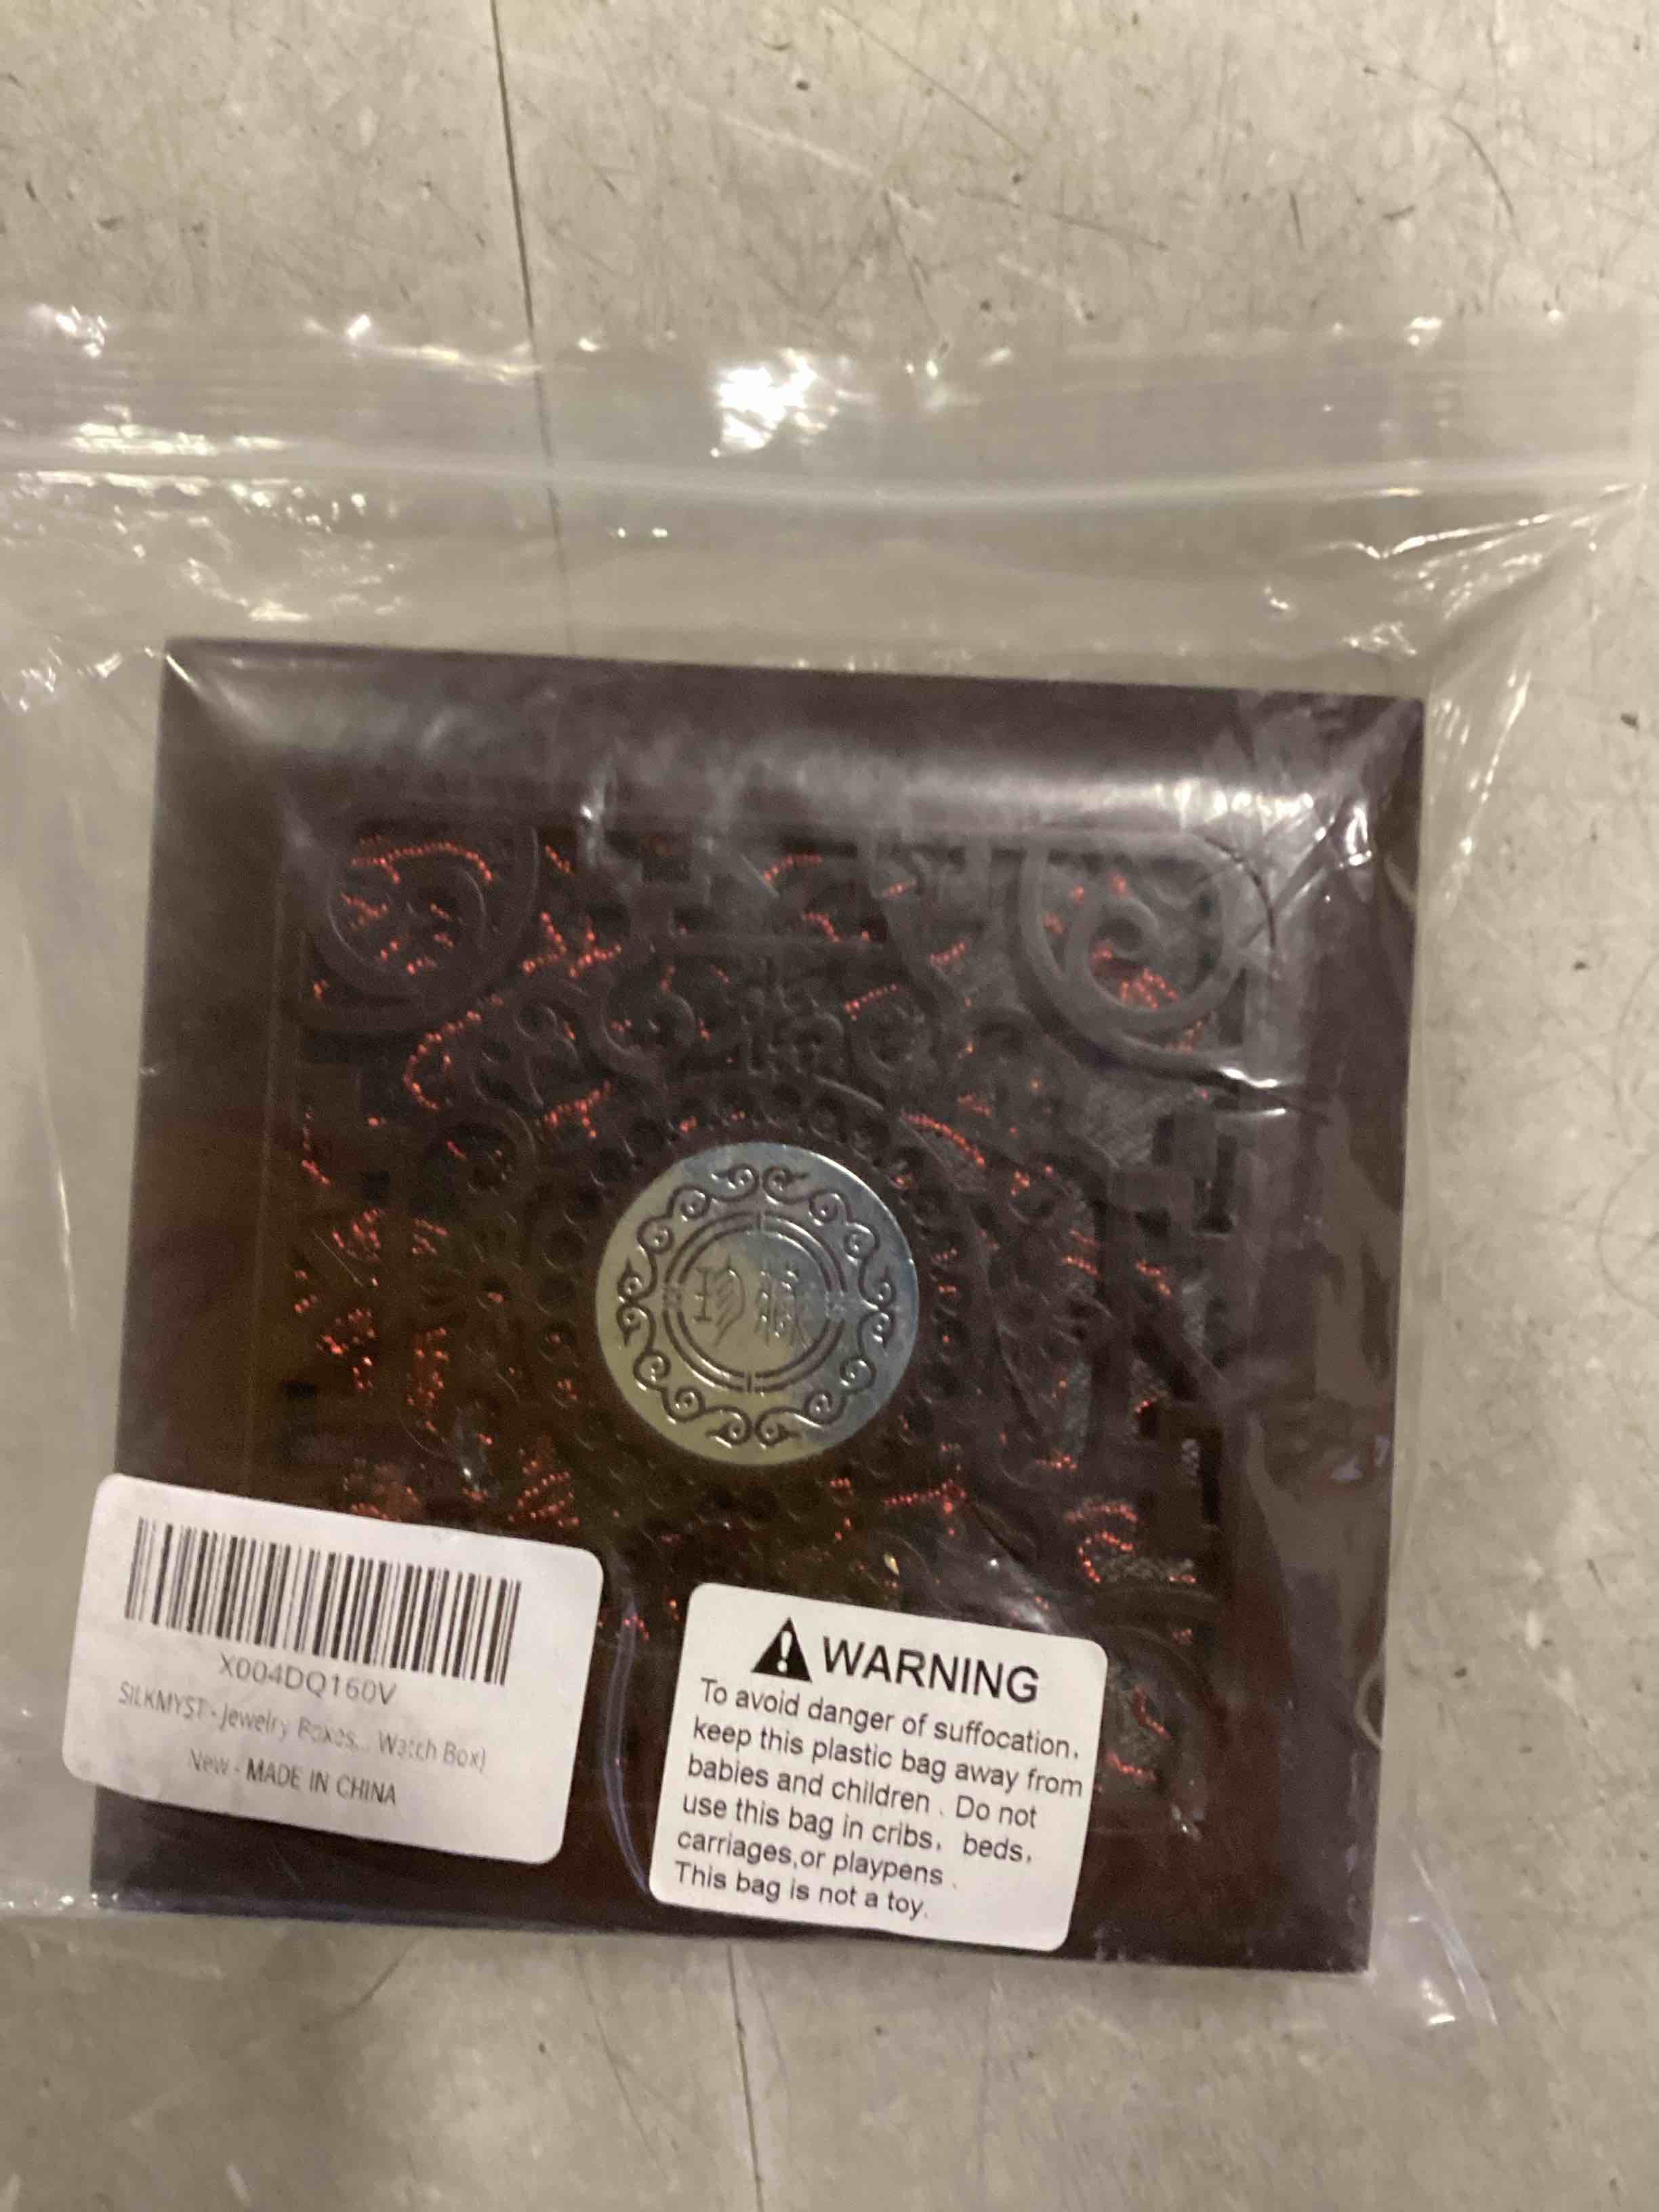 珍藏
X004DQ160V
SILKMYST - Jewelry Boxes... Watch Box)
New - MADE IN CHINA
WARNING
To avoid danger of suffocation,
keep this plastic bag away from
babies and children . Do not
use this bag in cribs, beds,
carriages,or playpens .
This bag is not a toy.